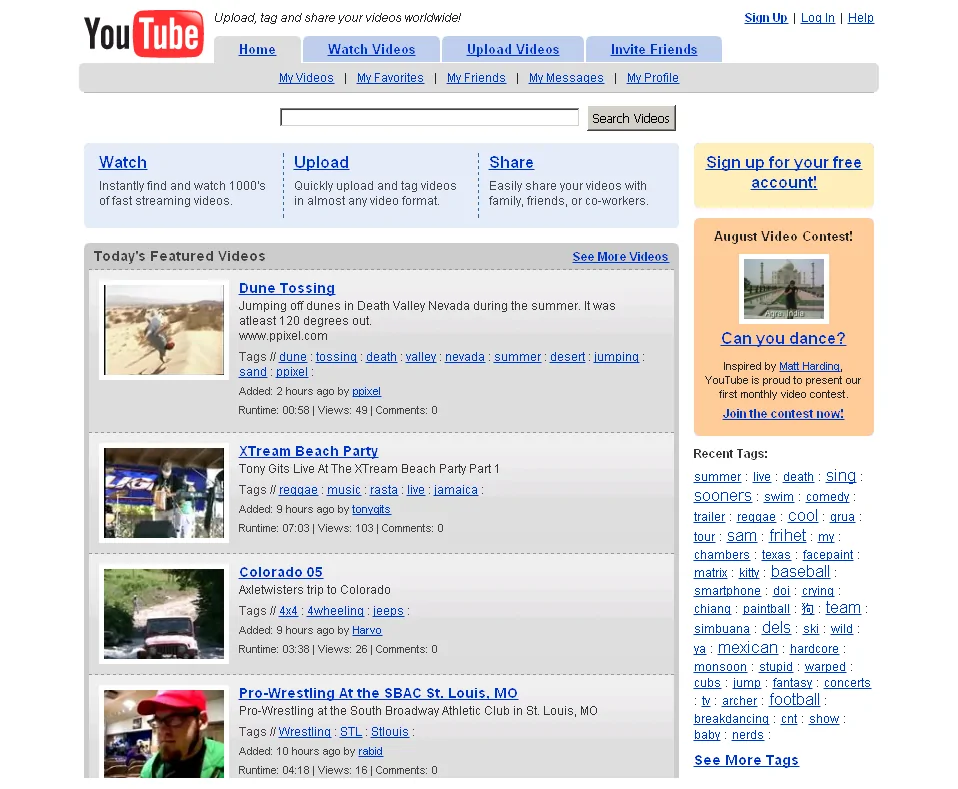 YouTube
Upload, tag and share your videos worldwide!
Sign Up | Log In | Help
Home
Watch Videos
Upload Videos
Invite Friends
My Videos | My Favorites | My Friends | My Messages | My Profile
Search Videos
Watch
Instantly find and watch 1000's
of fast streaming videos.
Upload
Quickly upload and tag videos
in almost any video format.
Share
Easily share your videos with
family, friends, or co-workers.
Today's Featured Videos
See More Videos
Dune Tossing
Jumping off dunes in Death Valley Nevada during the summer. It was
atleast 120 degrees out.
www.ppixel.com
Tags // dune : tossing : death : valley : nevada : summer : desert : jumping :
sand : ppixel :
Added: 2 hours ago by ppixel
Runtime: 00:58 | Views: 49 | Comments: 0
XTream Beach Party
Tony Gits Live At The XTream Beach Party Part 1
Tags // reggae : music : rasta : live : jamaica :
Added: 9 hours ago by tonygits
Runtime: 07:03 | Views: 103 | Comments: 0
Colorado 05
Axletwisters trip to Colorado
Tags // 4x4 : 4wheeling : jeeps :
Added: 9 hours ago by Harvo
Runtime: 03:38 | Views: 26 | Comments: 0
Pro-Wrestling At the SBAC St. Louis, MO
Pro-Wrestling at the South Broadway Athletic Club in St. Louis, MO
Tags // Wrestling : STL : Stlouis :
Added: 10 hours ago by rabid
Runtime: 04:18 | Views: 16 | Comments: 0
Sign up for your free
account!
August Video Contest!
Agra, India
Can you dance?
Inspired by Matt Harding,
YouTube is proud to present our
first monthly video contest.
Join the contest now!
Recent Tags:
summer : live : death : sing :
sooners : swim : comedy :
trailer : reggae : cool : grua :
tour : sam : frihet : my :
chambers : texas : facepaint :
matrix : kitty : baseball :
smartphone : doi : crying :
chiang : paintball : 狗 : team :
simbuana : dels : ski : wild :
ya : mexican : hardcore :
monsoon : stupid : warped :
cubs : jump : fantasy : concerts
: tv : archer : football :
breakdancing : cnt : show :
baby : nerds :
See More Tags